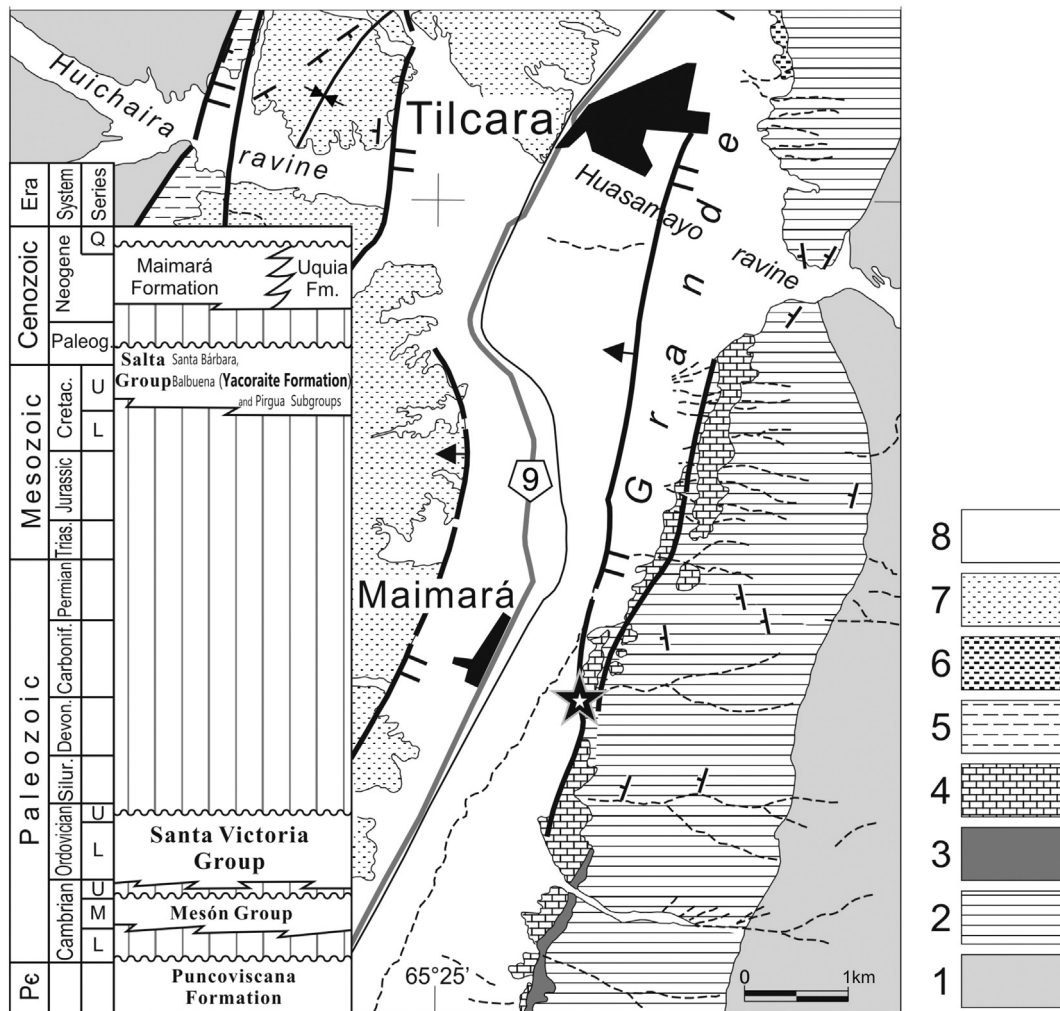 Huichaira
ravine
Tilcara
Huasamayo
ravine
Grande
9
Maimará
65°25'
0 1km
Era System Series
Cenozoic
Neogene
Q
Paleog.
Mesozoic
Cretac.
U
L
Jurassic
Trias.
Paleozoic
Permian
Carbonif.
Devon.
Silur.
Ordovician
U
L
Cambrian
U
M
L
Pꞓ
Maimará
Formation
Uquia
Fm.
Salta Santa Bárbara,
Group Balbuena (Yacoraite Formation)
and Pirgua Subgroups
Santa Victoria
Group
Mesón Group
Puncoviscana
Formation
8
7
6
5
4
3
2
1